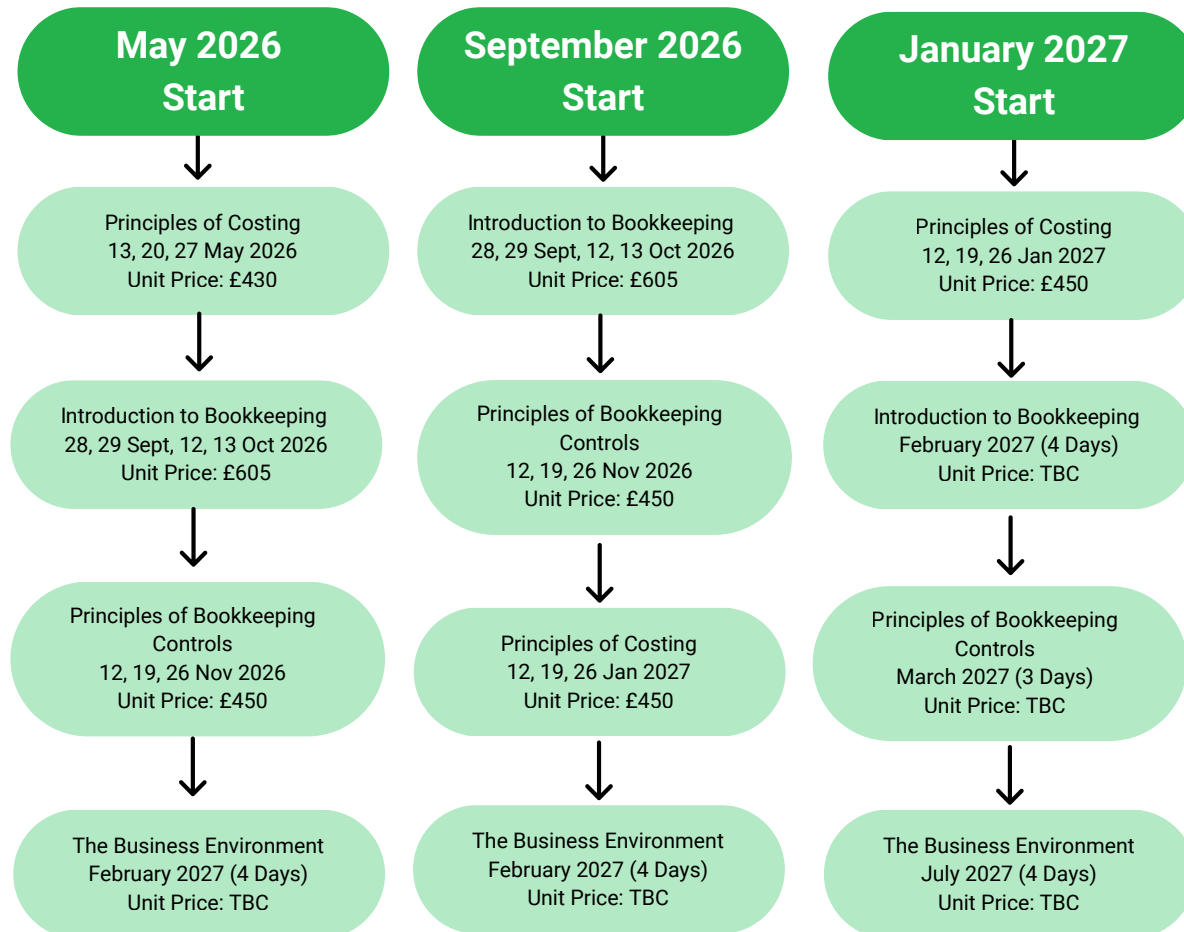 May 2026
Start
Principles of Costing
13, 20, 27 May 2026
Unit Price: £430
Introduction to Bookkeeping
28, 29 Sept, 12, 13 Oct 2026
Unit Price: £605
Principles of Bookkeeping
Controls
12, 19, 26 Nov 2026
Unit Price: £450
The Business Environment
February 2027 (4 Days)
Unit Price: TBC
September 2026
Start
Introduction to Bookkeeping
28, 29 Sept, 12, 13 Oct 2026
Unit Price: £605
Principles of Bookkeeping
Controls
12, 19, 26 Nov 2026
Unit Price: £450
Principles of Costing
12, 19, 26 Jan 2027
Unit Price: £450
The Business Environment
February 2027 (4 Days)
Unit Price: TBC
January 2027
Start
Principles of Costing
12, 19, 26 Jan 2027
Unit Price: £450
Introduction to Bookkeeping
February 2027 (4 Days)
Unit Price: TBC
Principles of Bookkeeping
Controls
March 2027 (3 Days)
Unit Price: TBC
The Business Environment
July 2027 (4 Days)
Unit Price: TBC